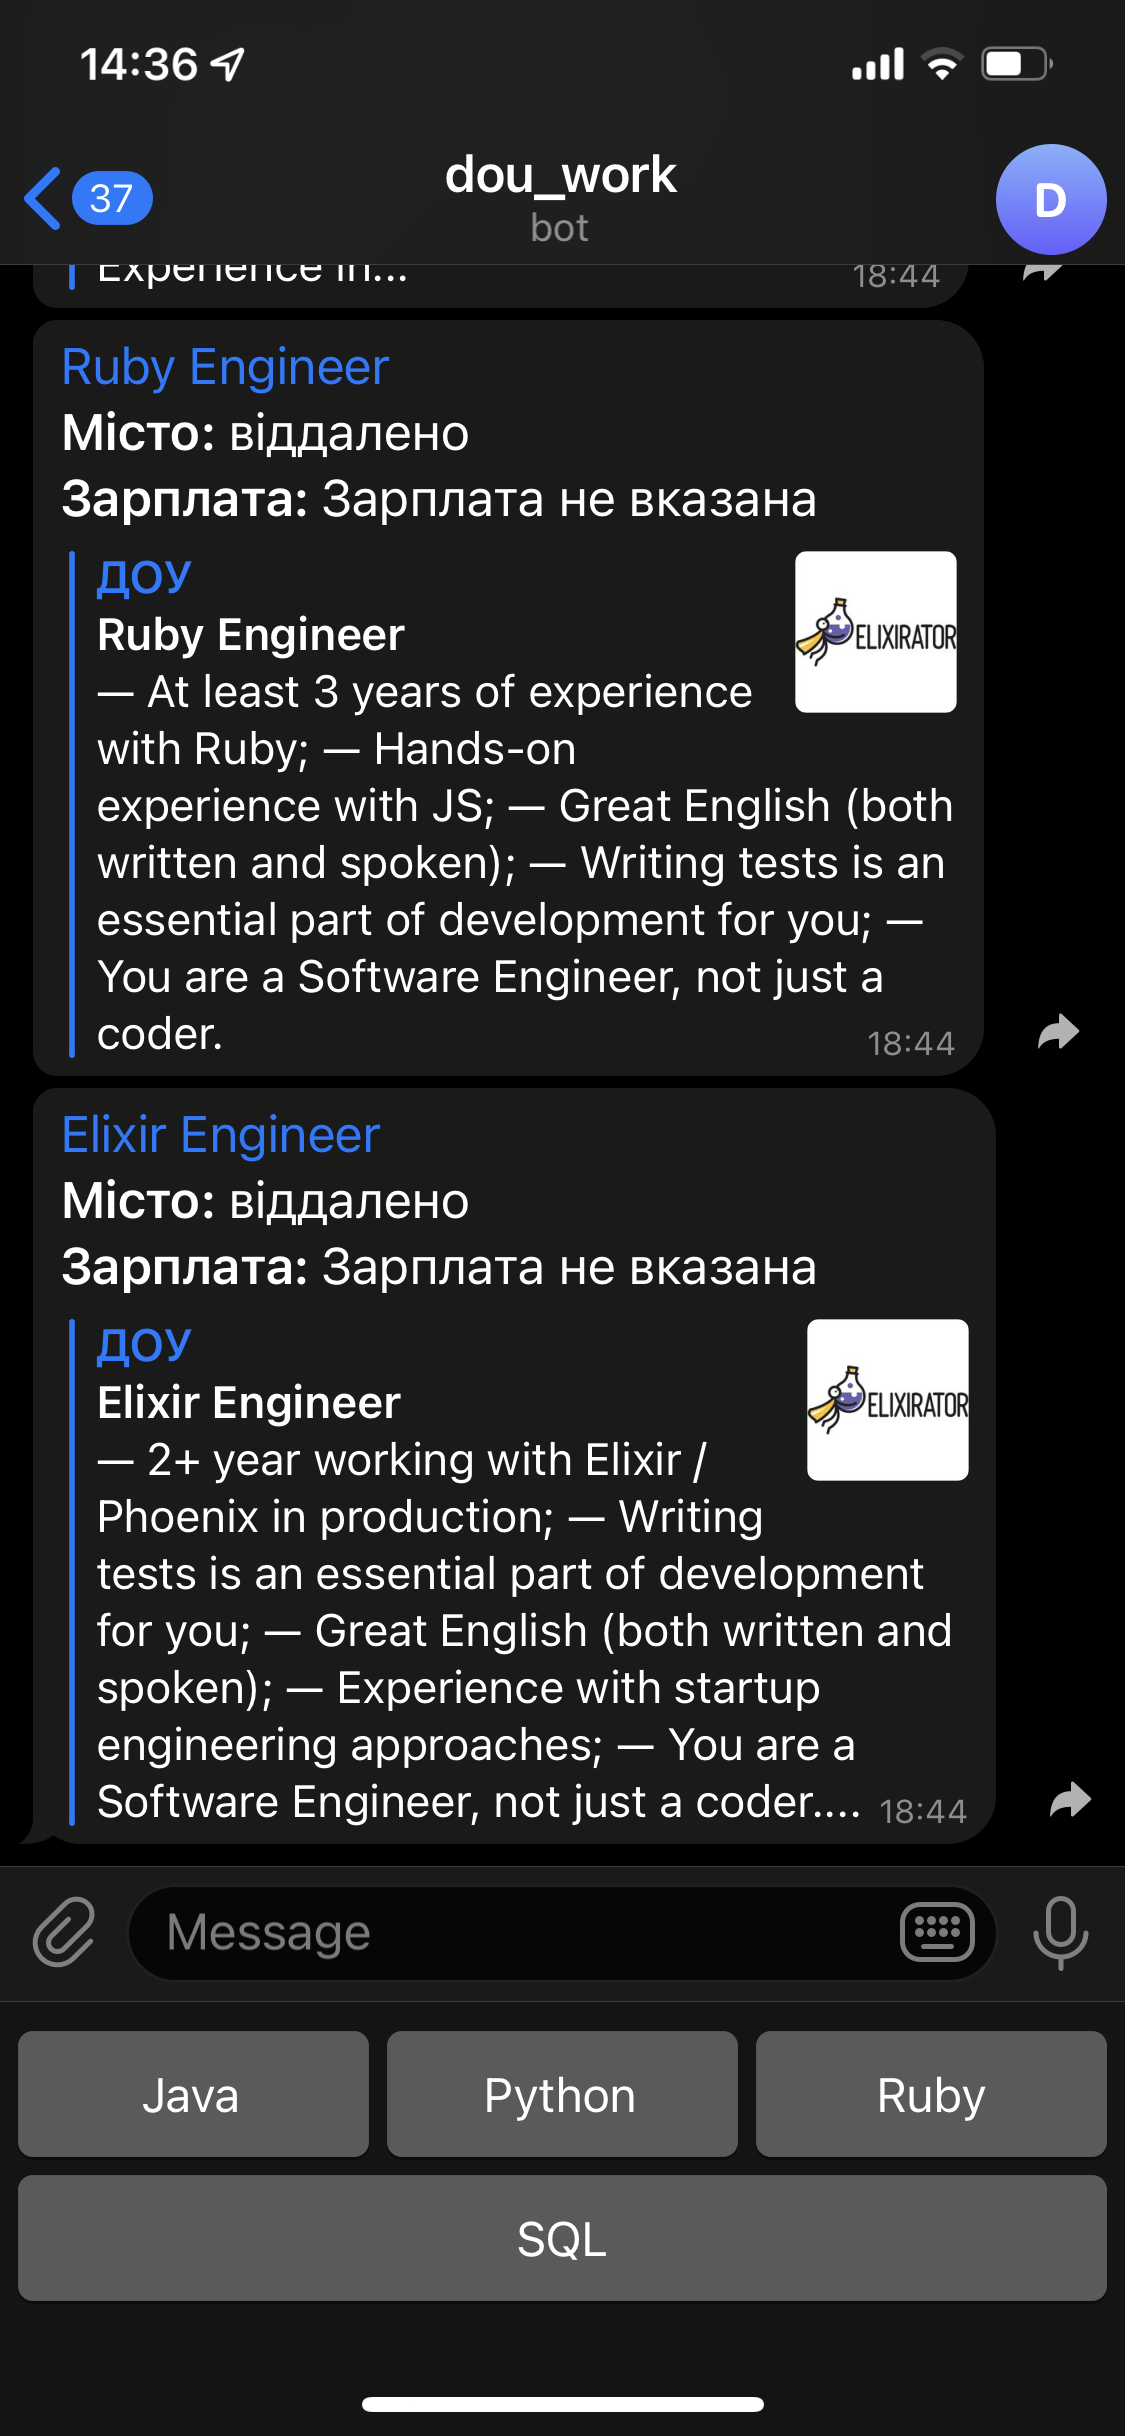 14:36
37
dou_work
bot
D
Experience in...
18:44
Ruby Engineer
Місто: віддалено
Зарплата: Зарплата не вказана
ДОУ
Ruby Engineer
— At least 3 years of experience
with Ruby; — Hands-on
experience with JS; — Great English (both
written and spoken); — Writing tests is an
essential part of development for you; —
You are a Software Engineer, not just a
coder.
ELIXIRATOR
18:44
Elixir Engineer
Місто: віддалено
Зарплата: Зарплата не вказана
ДОУ
Elixir Engineer
— 2+ year working with Elixir /
Phoenix in production; — Writing
tests is an essential part of development
for you; — Great English (both written and
spoken); — Experience with startup
engineering approaches; — You are a
Software Engineer, not just a coder....
ELIXIRATOR
18:44
Message
Java
Python
Ruby
SQL